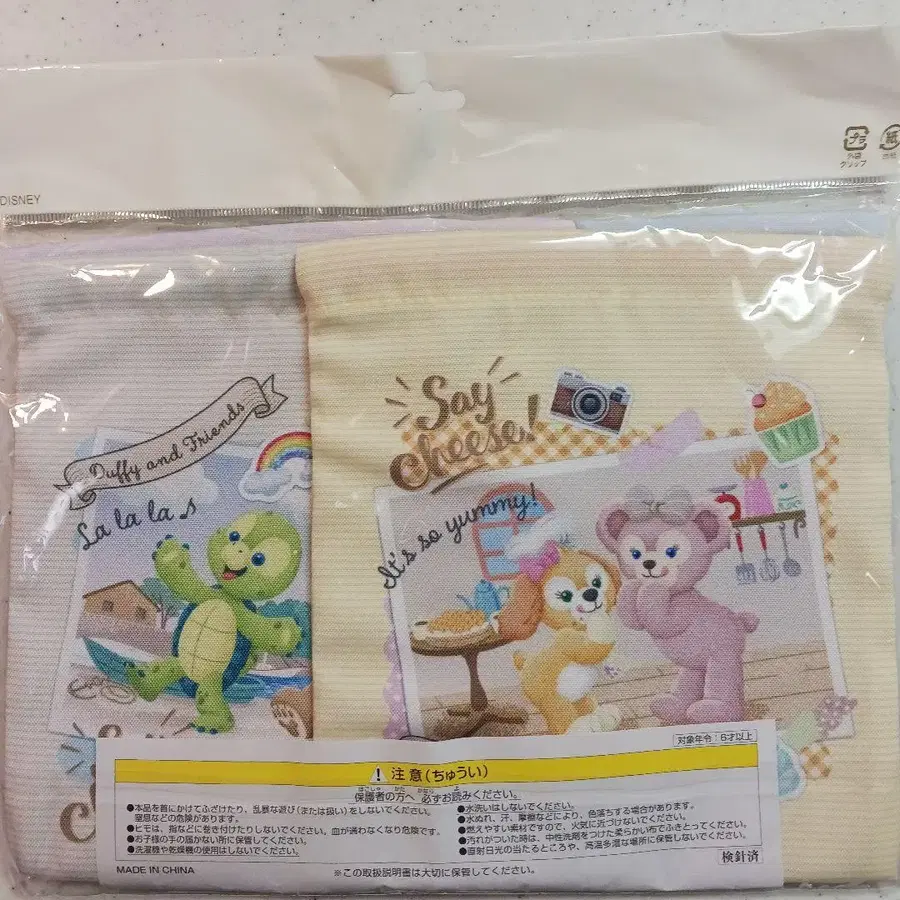 プラ
外袋
クリップ
紙
DISNEY
Duffy and Friends
La la la
Say
Cheese!
It's so yummy!
対象年令：6才以上
注意(ちゅうい)
保護者の方へ 必ずお読みください。
●本品を首にかけてふざけたり、乱暴な遊び(または扱い)をしないでください。
窒息などの危険があります。
●ヒモは、指などに巻き付けたりしないでください。血が通わなくなり危険です。
●お子様の手の届かない所に保管してください。
●洗濯機や乾燥機の使用はしないでください。
●水洗いはしないでください。
●水ぬれ、汗、摩擦などにより、色落ちする場合があります。
●燃えやすい素材ですので、火気に近づけないでください。
●汚れがついた時は、中性洗剤をつけた柔らかい布でふきとってください。
●直射日光の当たるところや、高温多湿な場所に保管しないでください。
検針済
MADE IN CHINA
※この取扱説明書は大切に保管してください。